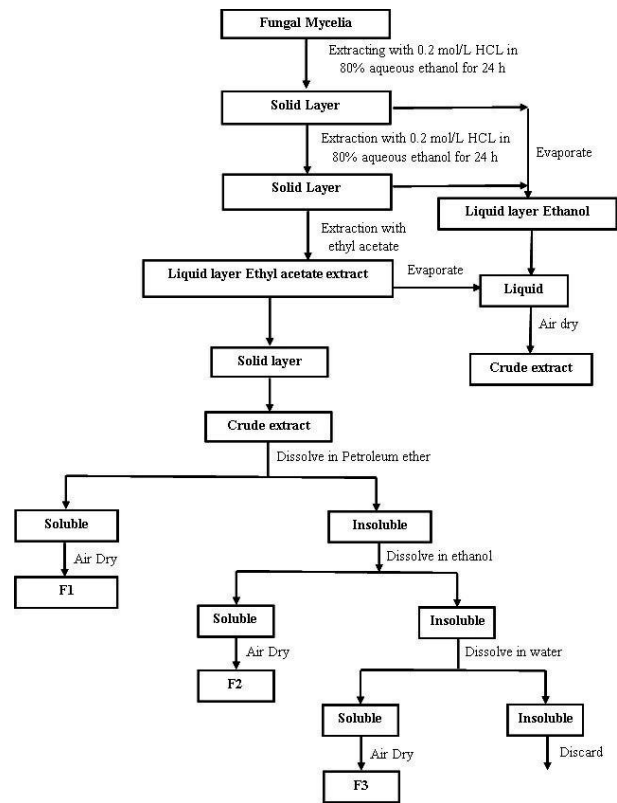 Fungal Mycelia
Extracting with 0.2 mol/L HCL in
80% aqueous ethanol for 24 h
Solid Layer
Extraction with 0.2 mol/L HCL in
80% aqueous ethanol for 24 h
Evaporate
Solid Layer
Liquid layer Ethanol
Extraction with
ethyl acetate
Liquid layer Ethyl acetate extract
Evaporate
Liquid
Air dry
Solid layer
Crude extract
Crude extract
Dissolve in Petroleum ether
Soluble
Insoluble
Air Dry
Dissolve in ethanol
F1
Soluble
Insoluble
Air Dry
Dissolve in water
F2
Soluble
Insoluble
Air Dry
Discard
F3